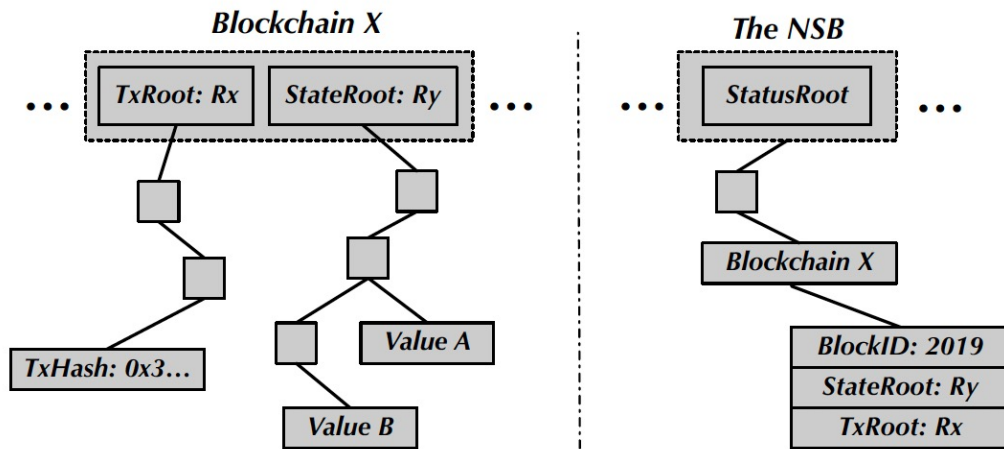 Blockchain X
TxRoot: Rx
StateRoot: Ry
...
...
TxHash: 0x3...
Value A
Value B
The NSB
...
StatusRoot
...
Blockchain X
BlockID: 2019
StateRoot: Ry
TxRoot: Rx